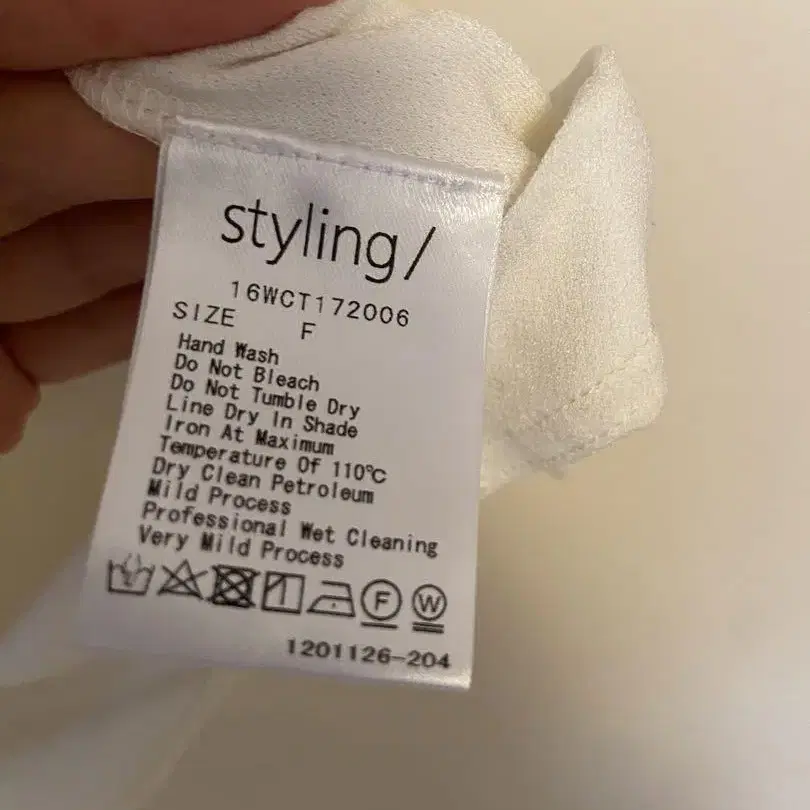 styling/
16WCT172006
SIZE F
Hand Wash
Do Not Bleach
Do Not Tumble Dry
Line Dry In Shade
Iron At Maximum
Temperature Of 110℃
Dry Clean Petroleum
Mild Process
Professional Wet Cleaning
Very Mild Process
F W
1201126-204